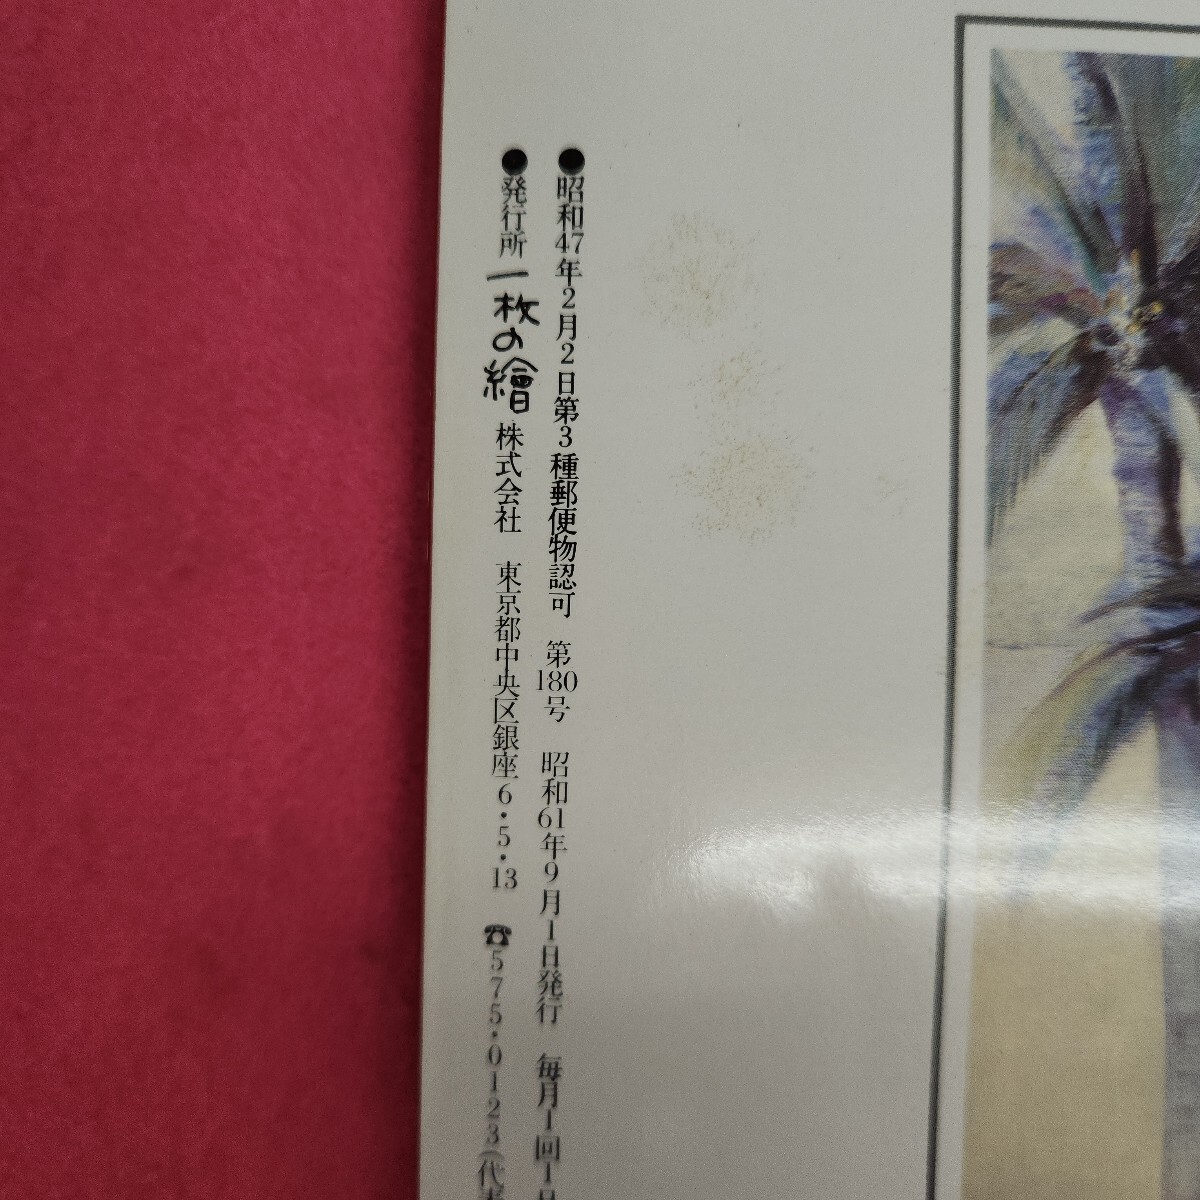 ●昭和47年2月2日第3種郵便物認可　第180号　昭和61年9月1日発行　毎月1回1日
●発行所 一枚の繪 株式会社　東京都中央区銀座6・5・13　☎575・0123(代表